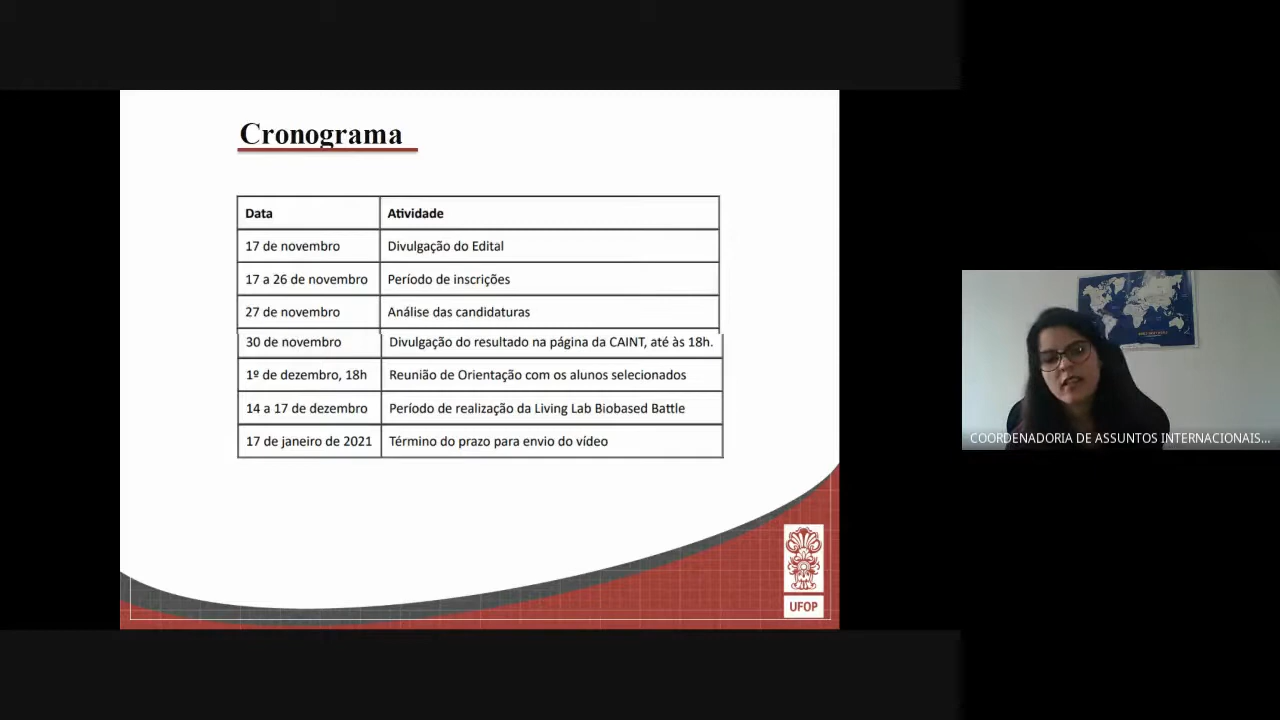 Cronograma
Data Atividade
17 de novembro Divulgação do Edital
17 a 26 de novembro Período de inscrições
27 de novembro Análise das candidaturas
30 de novembro Divulgação do resultado na página da CAINT, até às 18h.
1º de dezembro, 18h Reunião de Orientação com os alunos selecionados
14 a 17 de dezembro Período de realização da Living Lab Biobased Battle
17 de janeiro de 2021 Término do prazo para envio do vídeo
COORDENADORIA DE ASSUNTOS INTERNACIONAIS...
UFOP